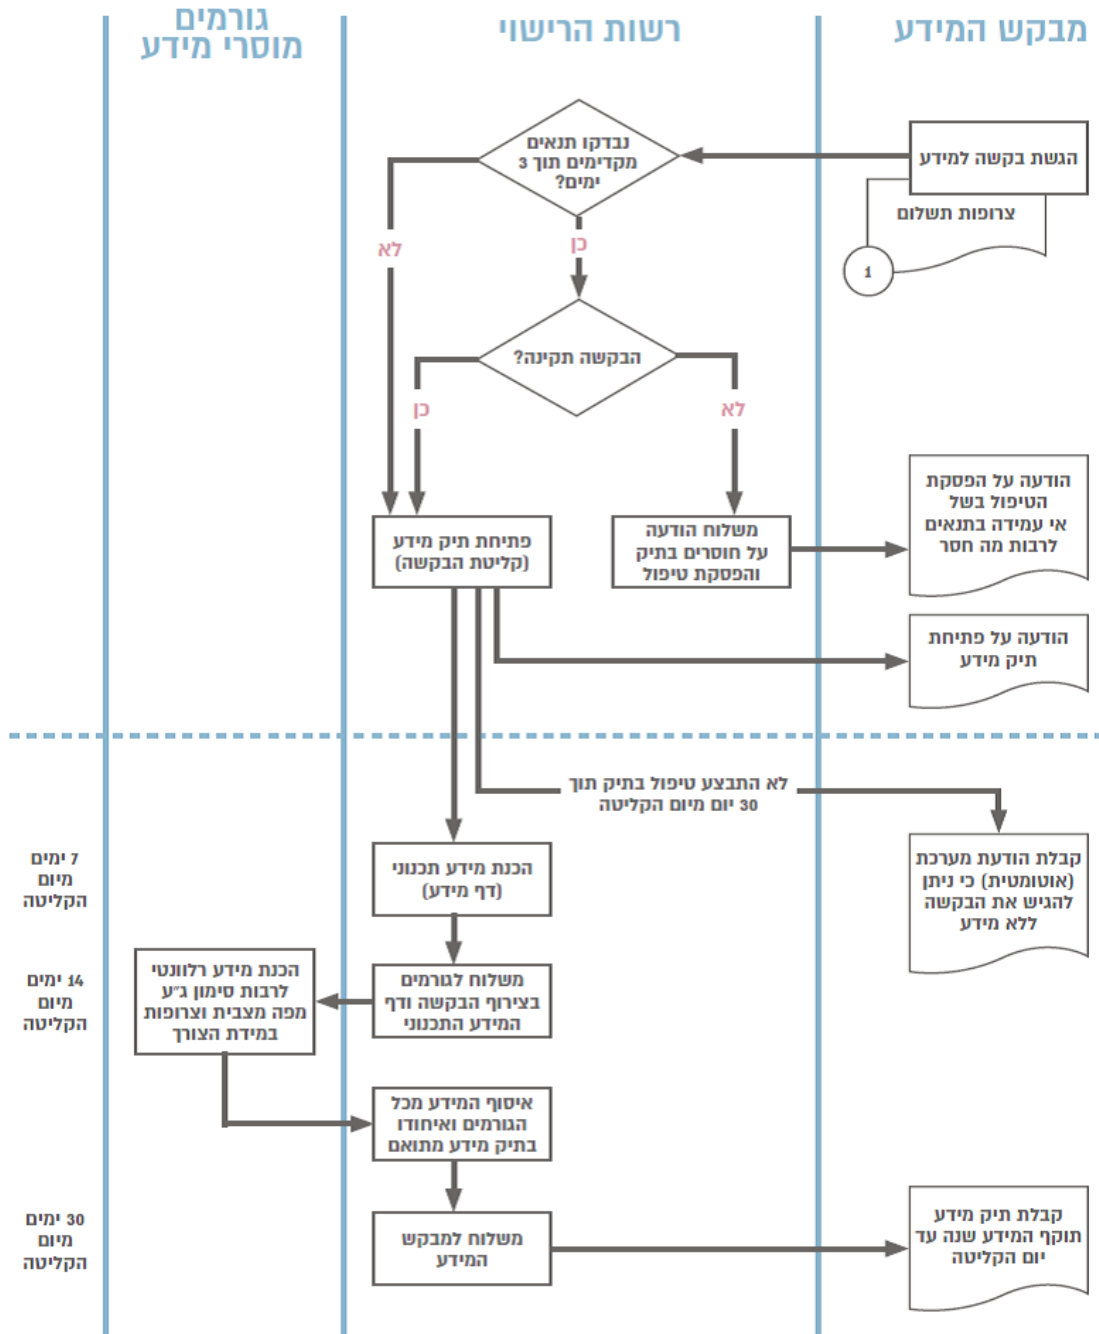 מבקש המידע
רשות הרישוי
גורמים
מוסרי מידע
הגשת בקשה למידע
צרופות תשלום
1
נבדקו תנאים
מקדימים תוך 3
ימים?
לא
כן
הבקשה תקינה?
כן
לא
הודעה על הפסקת
הטיפול בשל
אי עמידה בתנאים
לרבות מה חסר
משלוח הודעה
על חוסרים בתיק
והפסקת טיפול
פתיחת תיק מידע
(קליטת הבקשה)
הודעה על פתיחת
תיק מידע
לא התבצע טיפול בתיק תוך
30 יום מיום הקליטה
קבלת הודעת מערכת
(אוטומטית) כי ניתן
להגיש את הבקשה
ללא מידע
הכנת מידע תכנוני
(דף מידע)
7 ימים
מיום
הקליטה
משלוח לגורמים
בצירוף הבקשה ודף
המידע התכנוני
הכנת מידע רלוונטי
לרבות סימון ג״ע
מפה מצבית וצרופות
במידת הצורך
14 ימים
מיום
הקליטה
איסוף המידע מכל
הגורמים ואיחודו
בתיק מידע מתואם
קבלת תיק מידע
תוקף המידע שנה עד
יום הקליטה
משלוח למבקש
המידע
30 ימים
מיום
הקליטה